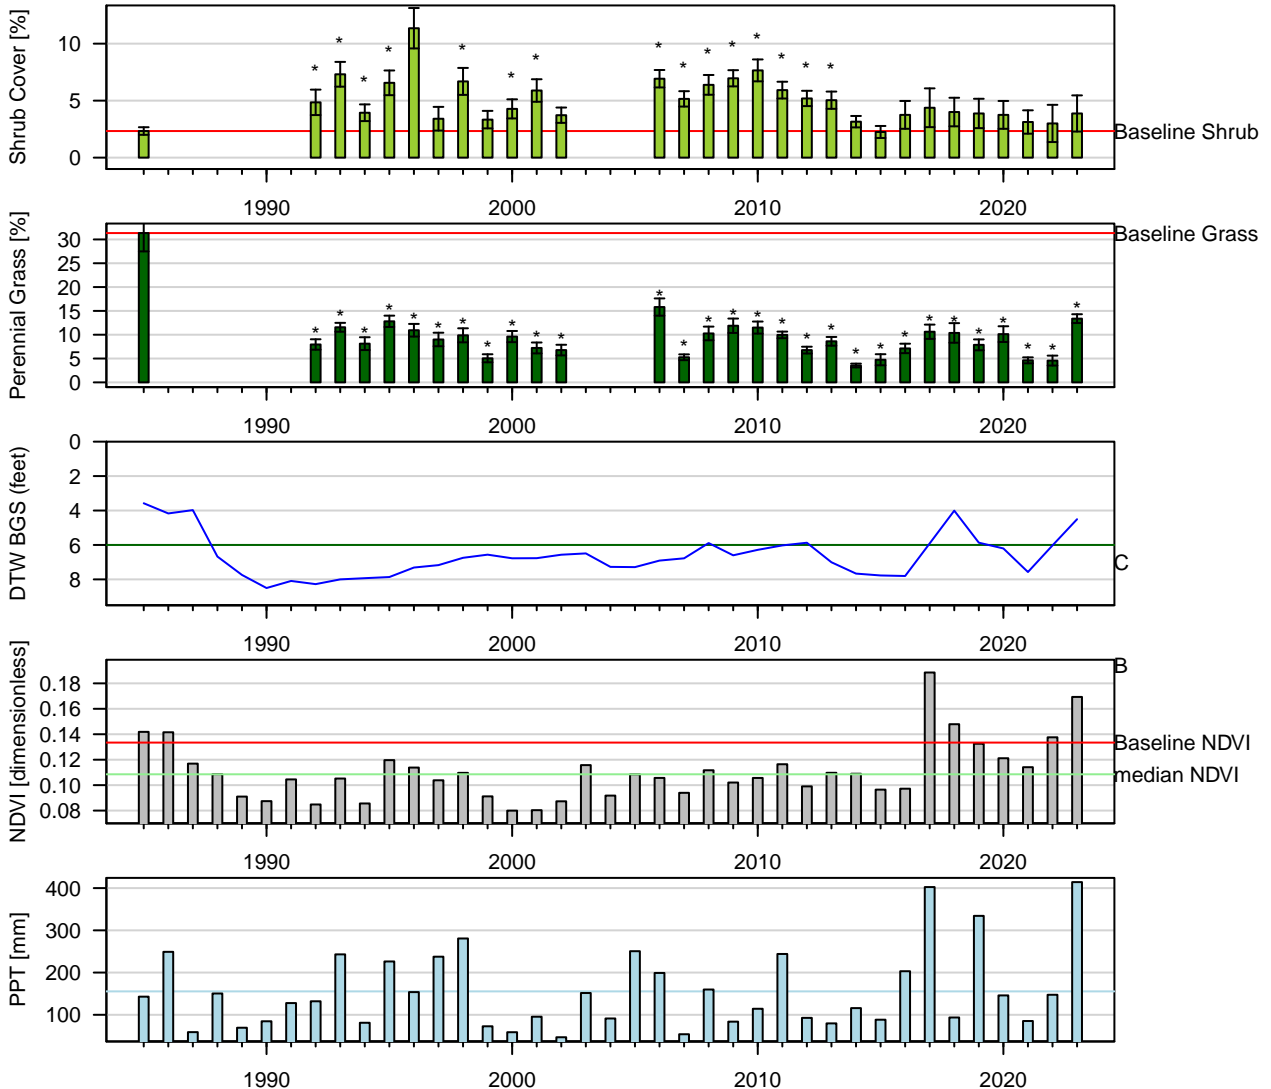 Shrub Cover [%]
10
5
0
* * * * * * * * * * * * * * *
Baseline Shrub
1990 2000 2010 2020
Perennial Grass [%]
30
25
20
15
10
5
0
* * * * * * * * * * * * * * * * * * * * * * * * * * * * *
Baseline Grass
1990 2000 2010 2020
DTW BGS (feet)
0
2
4
6
8
C
1990 2000 2010 2020
NDVI [dimensionless]
B
0.18
0.16
0.14
0.12
0.10
0.08
Baseline NDVI
median NDVI
1990 2000 2010 2020
PPT [mm]
400
300
200
100
1990 2000 2010 2020